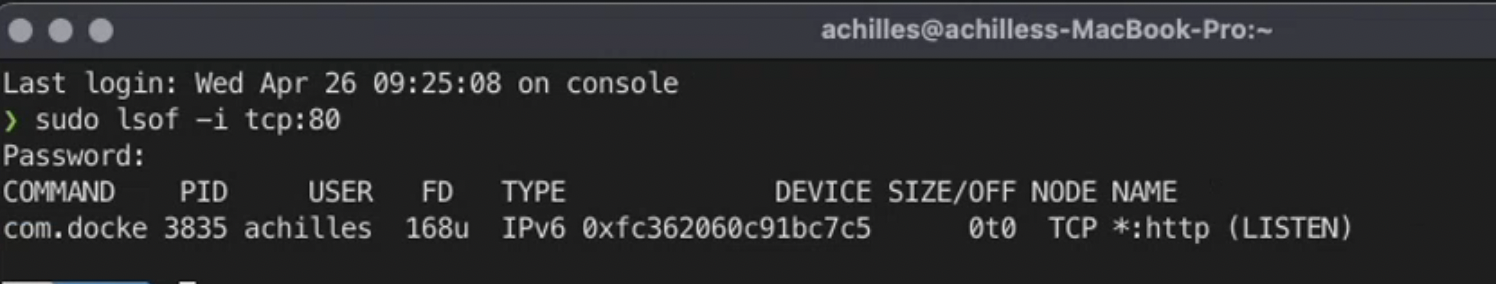 achilles@achilless-MacBook-Pro:~
Last login: Wed Apr 26 09:25:08 on console
❯ sudo lsof -i tcp:80
Password:
COMMAND    PID     USER   FD   TYPE             DEVICE SIZE/OFF NODE NAME
com.docke 3835 achilles  168u  IPv6 0xfc362060c91bc7c5      0t0  TCP *:http (LISTEN)